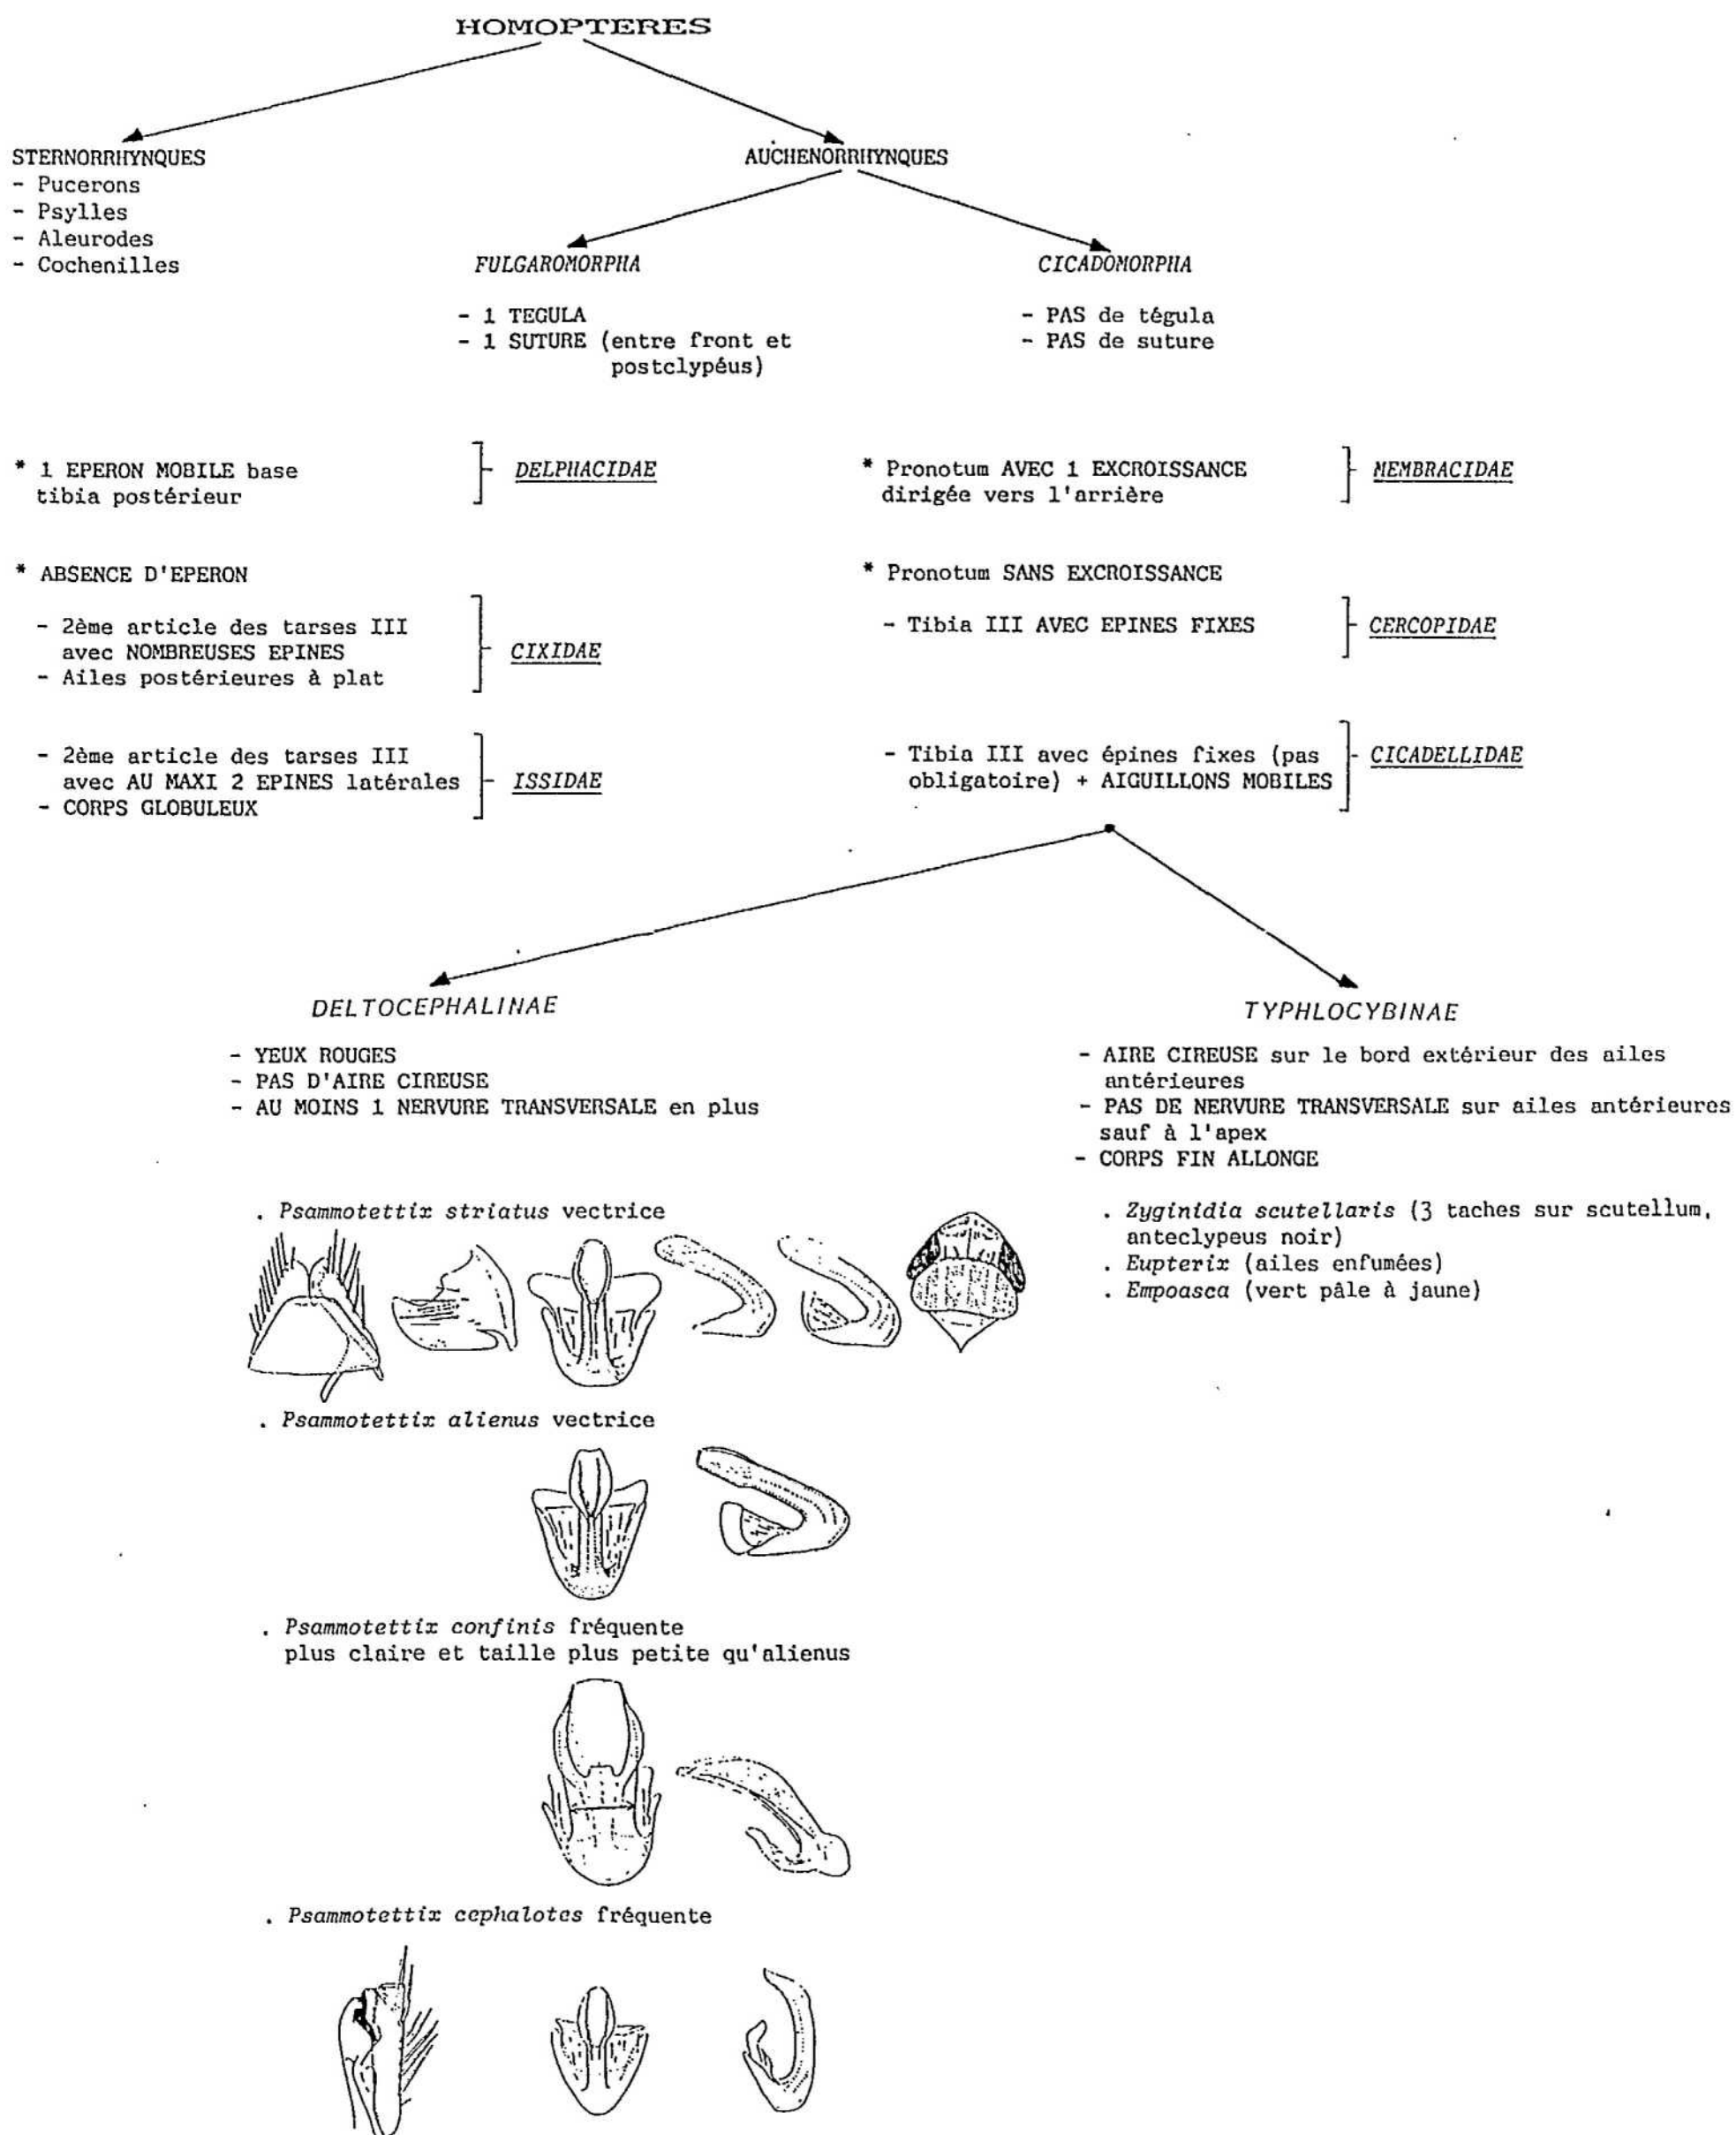 HOMOPTERES
STERNORRHYNQUES
- Pucerons
- Psylles
- Aleurodes
- Cochenilles
AUCHENORRHYNQUES
FULGAROMORPHA
- 1 TEGULA
- 1 SUTURE (entre front et
postclypéus)
CICADOMORPHA
- PAS de tégula
- PAS de suture
* 1 EPERON MOBILE base
tibia postérieur
DELPHACIDAE
* ABSENCE D'EPERON
- 2ème article des tarses III
avec NOMBREUSES EPINES
- Ailes postérieures à plat
CIXIDAE
- 2ème article des tarses III
avec AU MAXI 2 EPINES latérales
- CORPS GLOBULEUX
ISSIDAE
* Pronotum AVEC 1 EXCROISSANCE
dirigée vers l'arrière
MEMBRACIDAE
* Pronotum SANS EXCROISSANCE
- Tibia III AVEC EPINES FIXES
CERCOPIDAE
- Tibia III avec épines fixes (pas
obligatoire) + AIGUILLONS MOBILES
CICADELLIDAE
DELTOCEPHALINAE
- YEUX ROUGES
- PAS D'AIRE CIREUSE
- AU MOINS 1 NERVURE TRANSVERSALE en plus
. Psammotettix striatus vectrice
. Psammotettix alienus vectrice
. Psammotettix confinis fréquente
plus claire et taille plus petite qu'alienus
. Psammotettix cephalotes fréquente
TYPHLOCYBINAE
- AIRE CIREUSE sur le bord extérieur des ailes
antérieures
- PAS DE NERVURE TRANSVERSALE sur ailes antérieures
sauf à l'apex
- CORPS FIN ALLONGE
. Zyginidia scutellaris (3 taches sur scutellum,
anteclypeus noir)
. Eupterix (ailes enfumées)
. Empoasca (vert pâle à jaune)